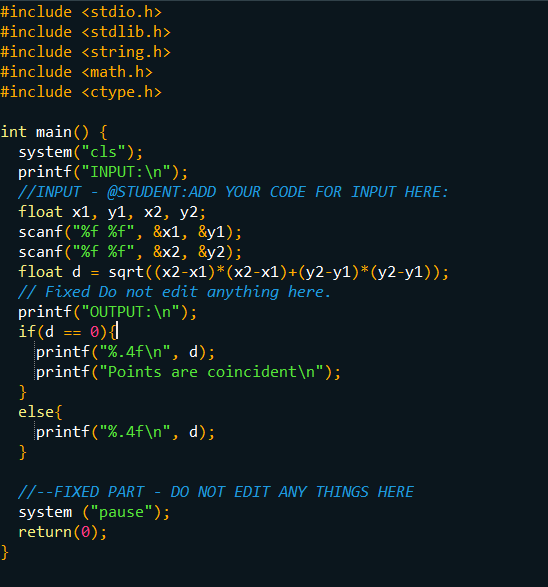 #include <stdio.h>
#include <stdlib.h>
#include <string.h>
#include <math.h>
#include <ctype.h>

int main() {
  system("cls");
  printf("INPUT:\n");
  //INPUT - @STUDENT:ADD YOUR CODE FOR INPUT HERE:
  float x1, y1, x2, y2;
  scanf("%f %f", &x1, &y1);
  scanf("%f %f", &x2, &y2);
  float d = sqrt((x2-x1)*(x2-x1)+(y2-y1)*(y2-y1));
  // Fixed Do not edit anything here.
  printf("OUTPUT:\n");
  if(d == 0){
    printf("%.4f\n", d);
    printf("Points are coincident\n");
  }
  else{
    printf("%.4f\n", d);
  }

  //--FIXED PART - DO NOT EDIT ANY THINGS HERE
  system ("pause");
  return(0);
}